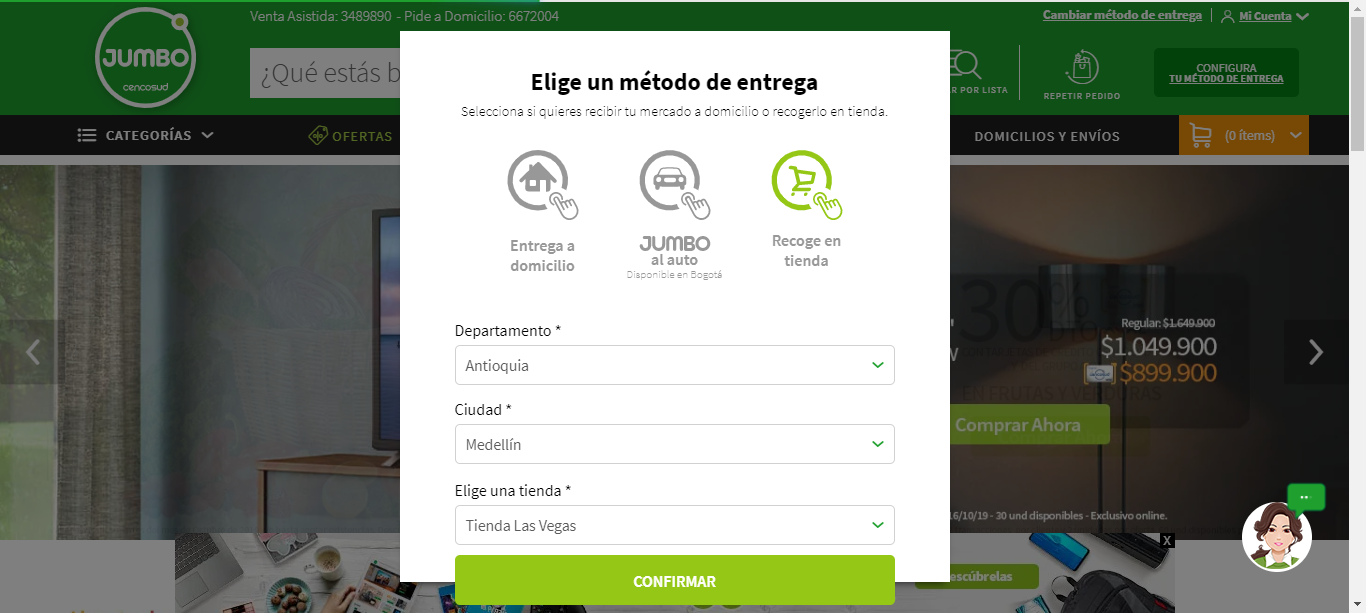 Venta Asistida: 3489890 - Pide a Domicilio: 6672004
Cambiar método de entrega
Mi Cuenta
JUMBO
cencosud
¿Qué estás b
R POR LISTA
REPETIR PEDIDO
CONFIGURA
TU MÉTODO DE ENTREGA
CATEGORÍAS
OFERTAS
DOMICILIOS Y ENVÍOS
(0 ítems)
Elige un método de entrega
Selecciona si quieres recibir tu mercado a domicilio o recogerlo en tienda.
Entrega a
domicilio
JUMBO
al auto
Disponible en Bogotá
Recoge en
tienda
Departamento *
Antioquia
Ciudad *
Medellín
Elige una tienda *
Tienda Las Vegas
CONFIRMAR
30%
Regular: $1.649.900
$1.049.900
$899.900
EN FRUTAS Y VERDURAS
Comprar Ahora
16/10/19 - 30 und disponibles - Exclusivo online.
X
escúbrelas